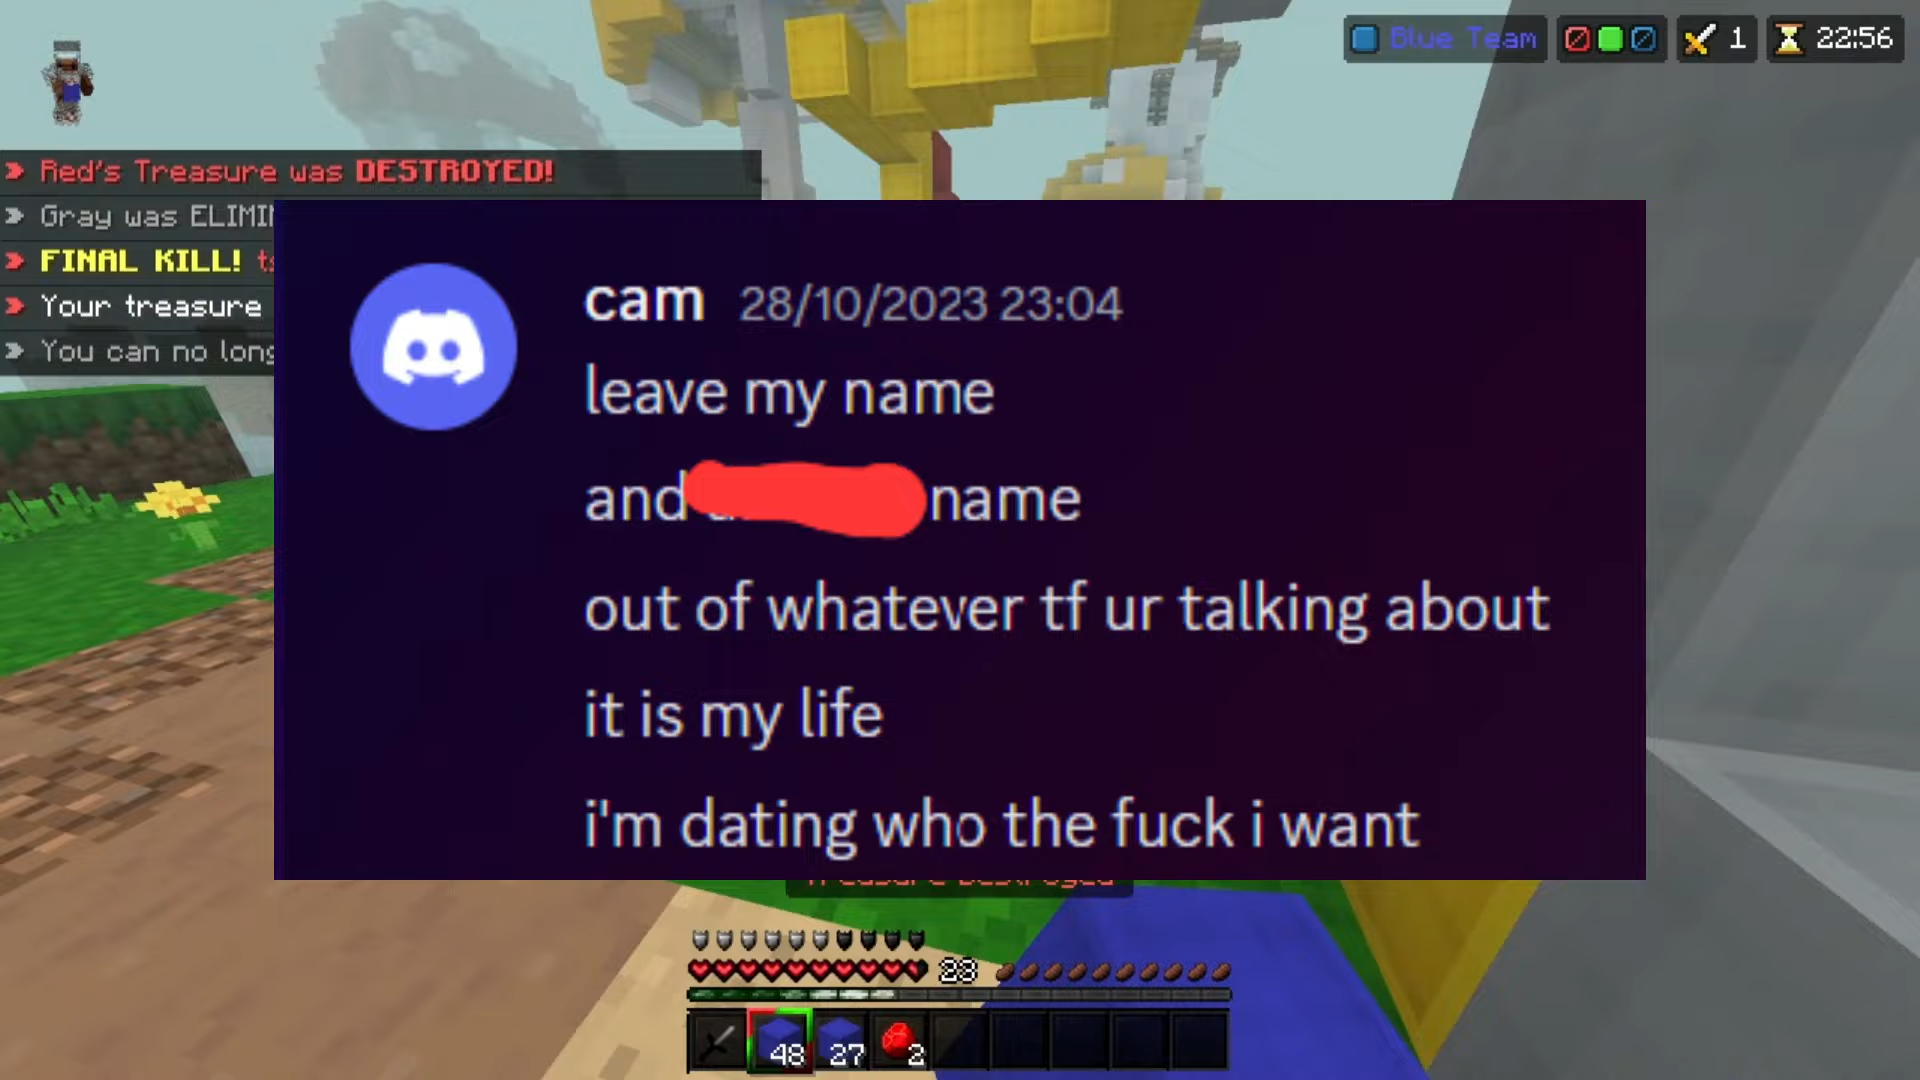 Blue Team
1
22:56
Red's Treasure was DESTROYED!
Gray was
FINAL KILL!
Your treasure
You can no
cam 28/10/2023 23:04
leave my name
and name
out of whatever tf ur talking about
it is my life
i'm dating who the fuck i want
Treasure Destroyed
23
48 27 2